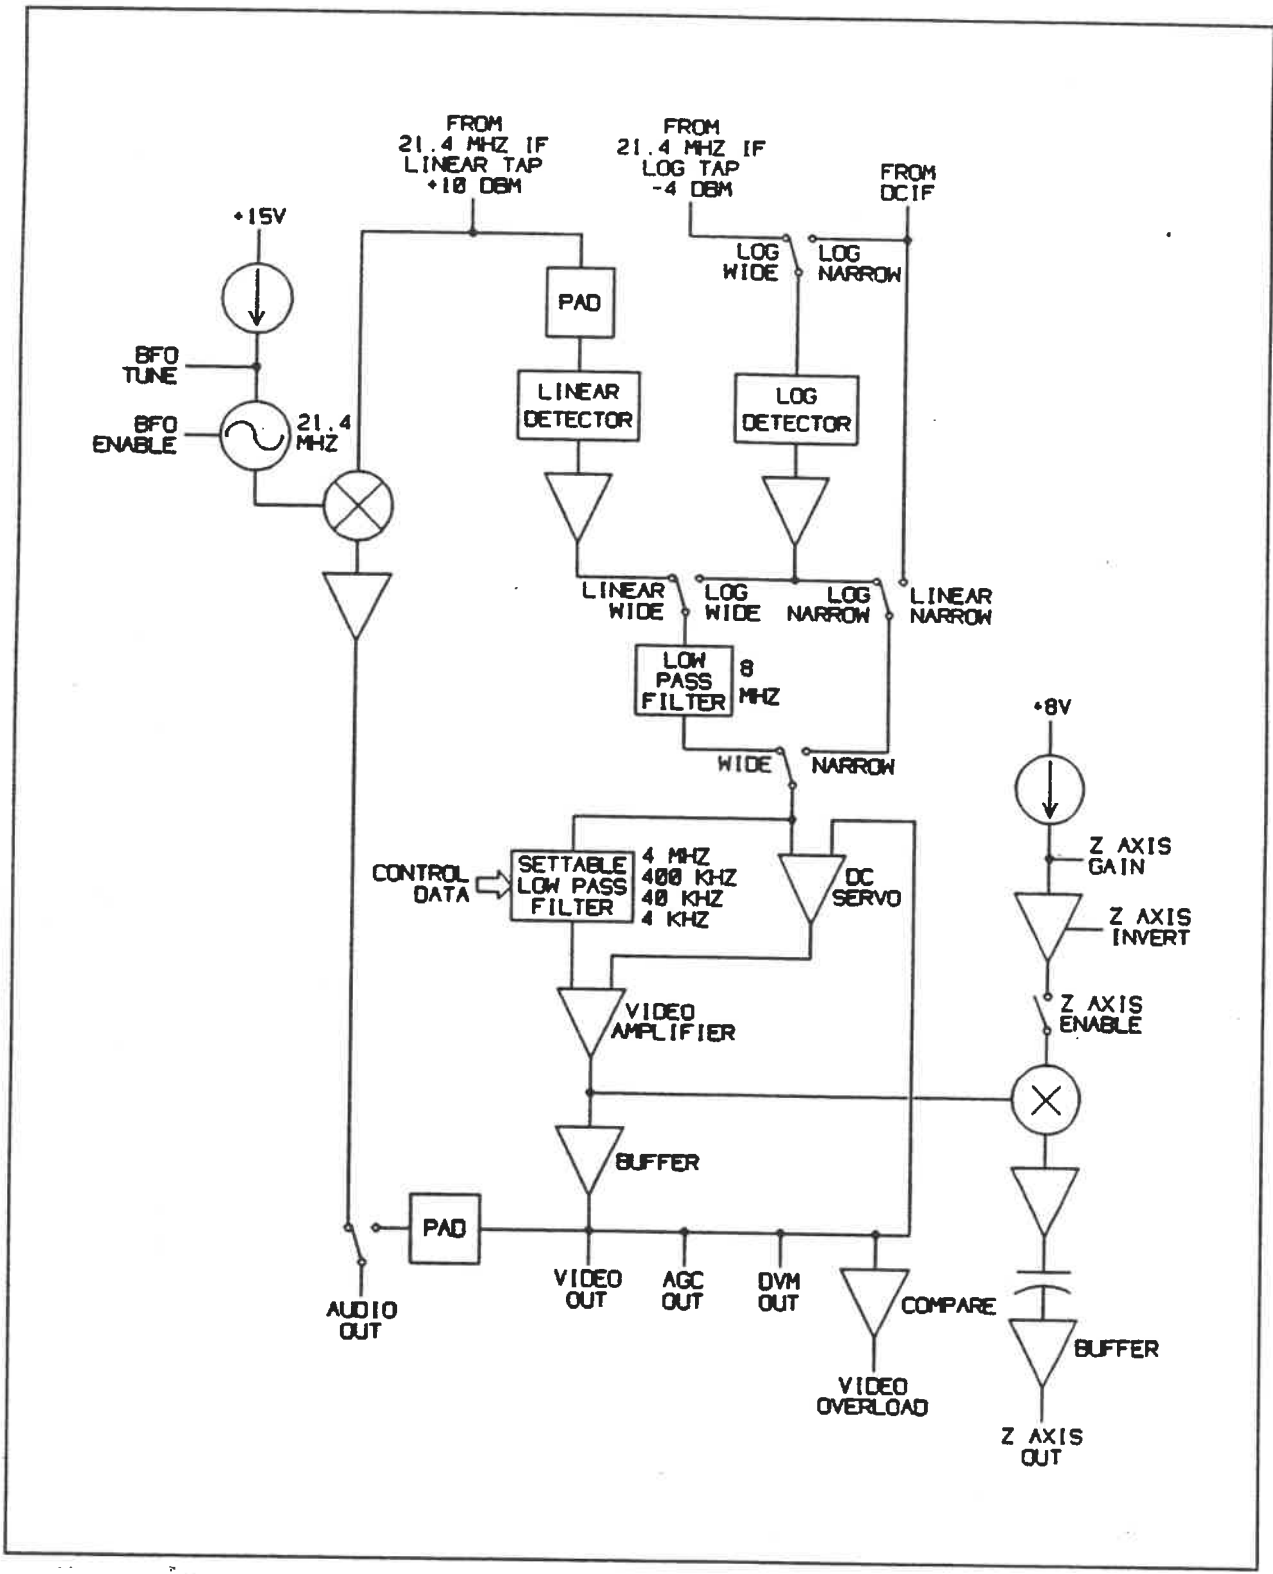 FROM
21.4 MHZ IF
LINEAR TAP
+10 DBM
FROM
21.4 MHZ IF
LOG TAP
-4 DBM
FROM
DCIF
+15V
LOG
WIDE
LOG
NARROW
PAD
BFO
TUNE
LINEAR
DETECTOR
LOG
DETECTOR
BFO
ENABLE
21.4
MHZ
LINEAR
WIDE
LOG
WIDE
LOG
NARROW
LINEAR
NARROW
LOW
PASS
FILTER
8
MHZ
+8V
WIDE
NARROW
CONTROL
DATA
SETTABLE
LOW PASS
FILTER
4 MHZ
400 KHZ
40 KHZ
4 KHZ
DC
SERVO
Z AXIS
GAIN
Z AXIS
INVERT
VIDEO
AMPLIFIER
Z AXIS
ENABLE
BUFFER
PAD
AUDIO
OUT
VIDEO
OUT
AGC
OUT
DVM
OUT
COMPARE
BUFFER
VIDEO
OVERLOAD
Z AXIS
OUT